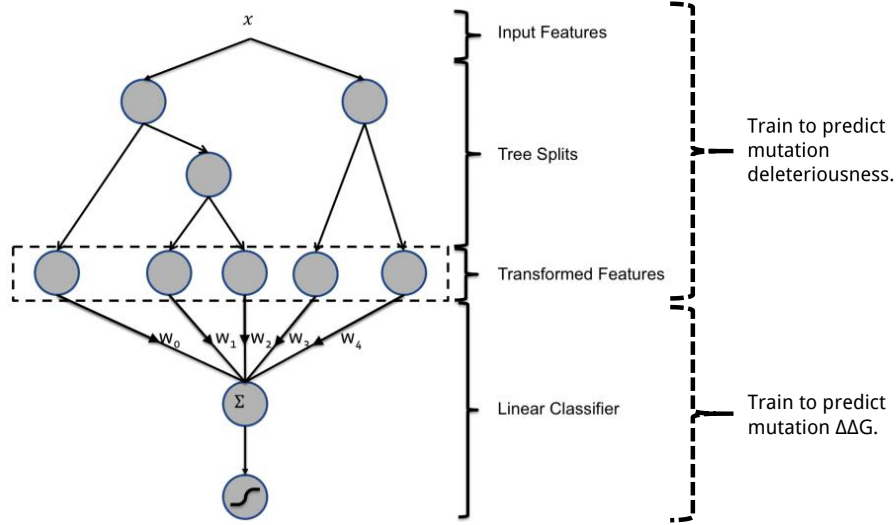 x
Input Features
Tree Splits
Train to predict
mutation
deleteriousness.
Transformed Features
W₀ W₁ W₂ W₃ W₄
Σ
Linear Classifier
Train to predict
mutation ΔΔG.